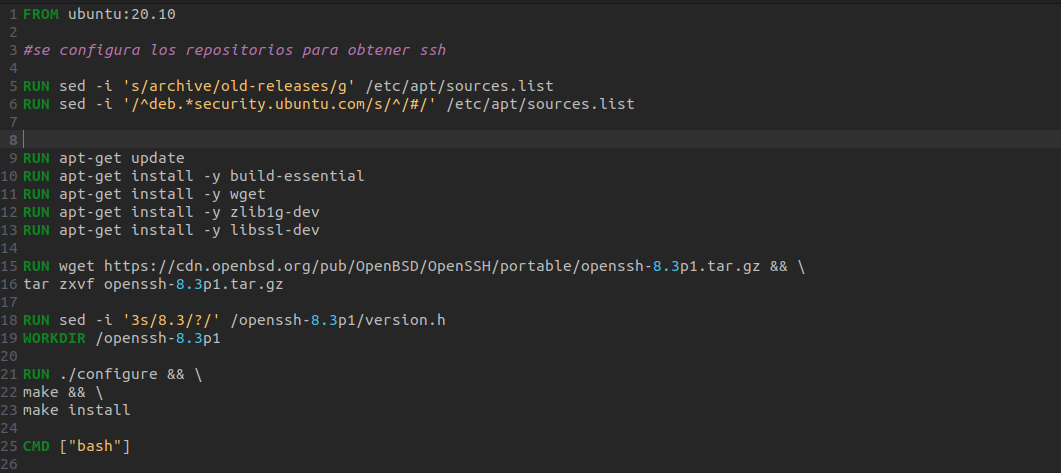 1 FROM ubuntu:20.10
2
3 #se configura los repositorios para obtener ssh
4
5 RUN sed -i 's/archive/old-releases/g' /etc/apt/sources.list
6 RUN sed -i '/^deb.*security.ubuntu.com/s/^/#/' /etc/apt/sources.list
7
8
9 RUN apt-get update
10 RUN apt-get install -y build-essential
11 RUN apt-get install -y wget
12 RUN apt-get install -y zlib1g-dev
13 RUN apt-get install -y libssl-dev
14
15 RUN wget https://cdn.openbsd.org/pub/OpenBSD/OpenSSH/portable/openssh-8.3p1.tar.gz && \
16 tar zxvf openssh-8.3p1.tar.gz
17
18 RUN sed -i '3s/8.3/?/' /openssh-8.3p1/version.h
19 WORKDIR /openssh-8.3p1
20
21 RUN ./configure && \
22 make && \
23 make install
24
25 CMD ["bash"]
26